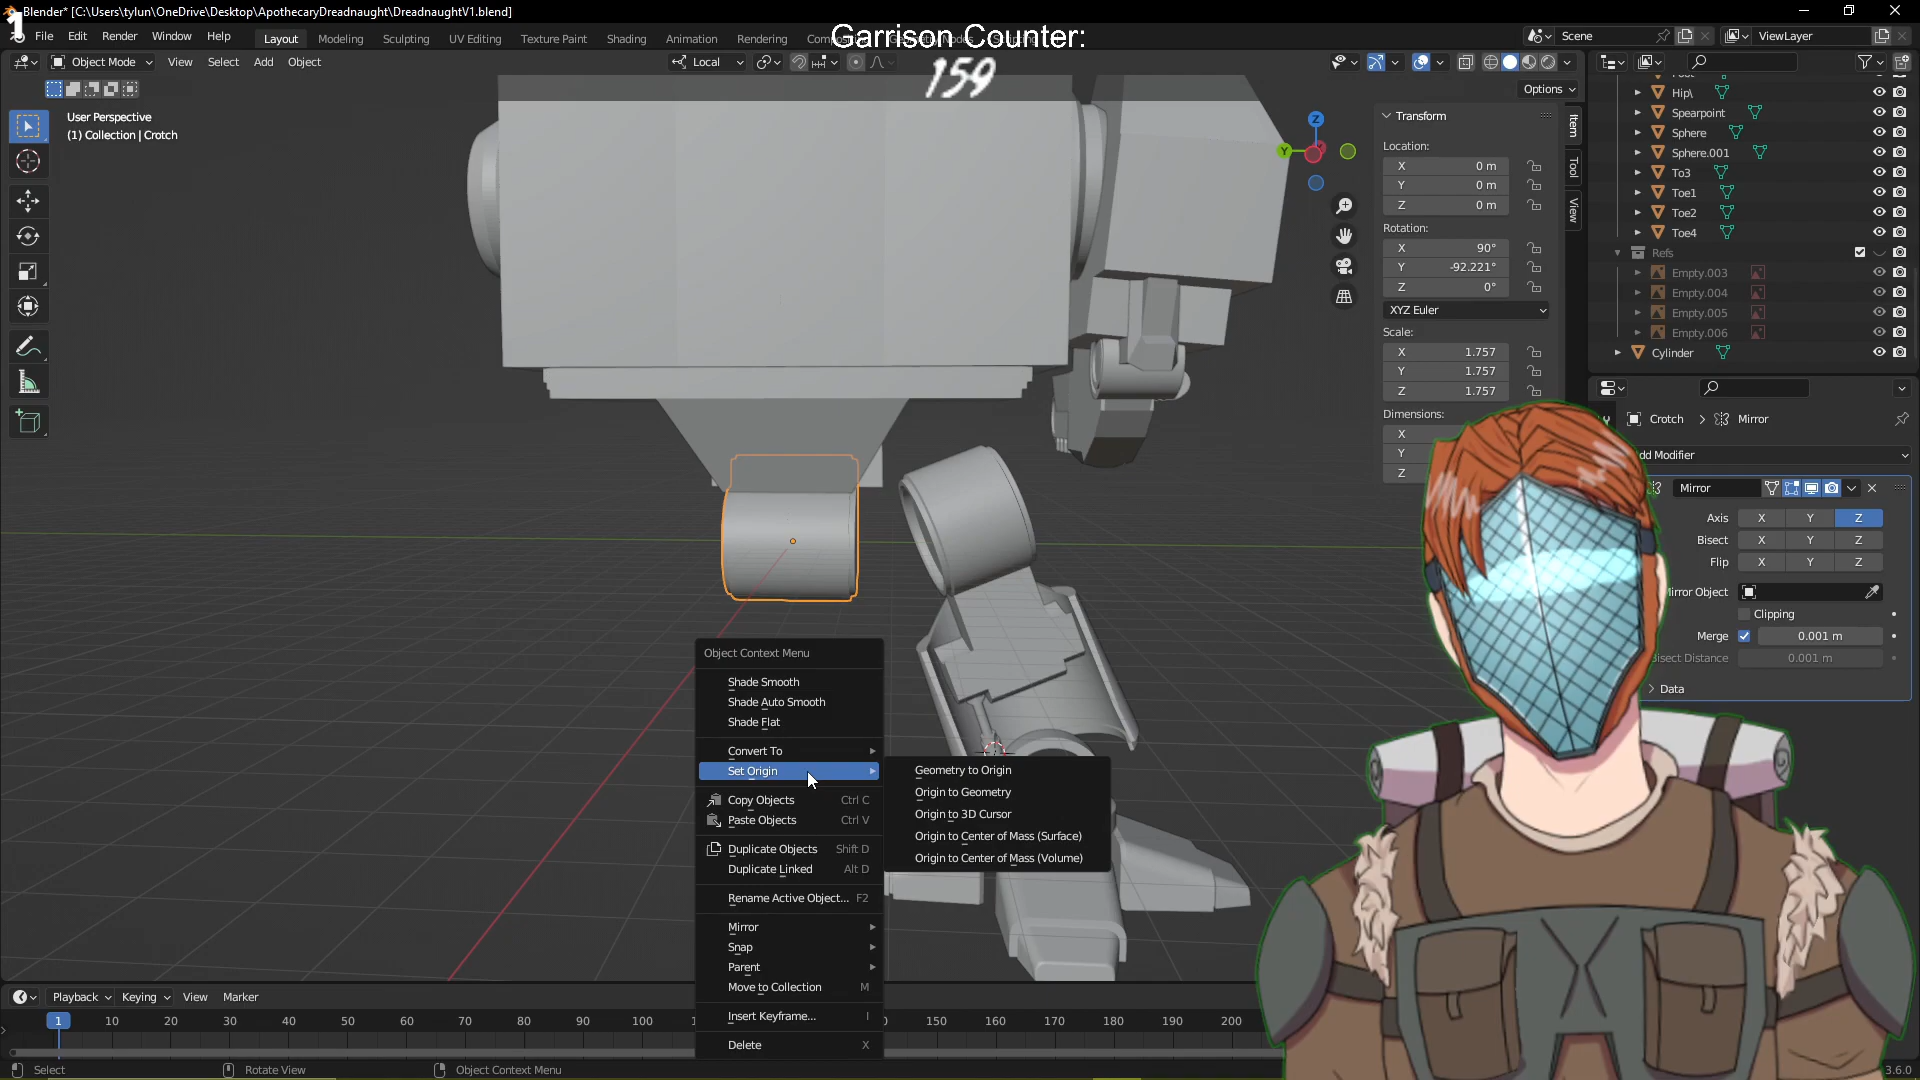 1
Blender* [C:\Users\tylun\OneDrive\Desktop\ApothecaryDreadnaught\DreadnaughtV1.blend]
File Edit Render Window Help Layout Modeling Sculpting UV Editing Texture Paint Shading Animation Rendering
Garrison Counter:
159
Scene ViewLayer
Object Mode View Select Add Object Local
Options
User Perspective
(1) Collection | Crotch
Z
Y
Transform
Location:
X 0 m
Y 0 m
Z 0 m
Rotation:
X 90°
Y -92.221°
Z 0°
XYZ Euler
Scale:
X 1.757
Y 1.757
Z 1.757
Dimensions:
X
Y
Z
Item
Tool
View
Hip\
Spearpoint
Sphere
Sphere.001
To3
Toe1
Toe2
Toe4
Refs
Empty.003
Empty.004
Empty.005
Empty.006
Cylinder
Crotch > Mirror
dd Modifier
Mirror
Axis X Y Z
Bisect X Y Z
Flip X Y Z
Mirror Object
Clipping
Merge 0.001 m
Bisect Distance 0.001 m
Data
Object Context Menu
Shade Smooth
Shade Auto Smooth
Shade Flat
Convert To
Set Origin
Copy Objects Ctrl C
Paste Objects Ctrl V
Duplicate Objects Shift D
Duplicate Linked Alt D
Rename Active Object... F2
Mirror
Snap
Parent
Move to Collection M
Insert Keyframe... I
Delete X
Geometry to Origin
Origin to Geometry
Origin to 3D Cursor
Origin to Center of Mass (Surface)
Origin to Center of Mass (Volume)
Playback Keying View Marker
1 10 20 30 40 50 60 70 80 90 100 150 160 170 180 190 200
Select Rotate View Object Context Menu
3.6.0